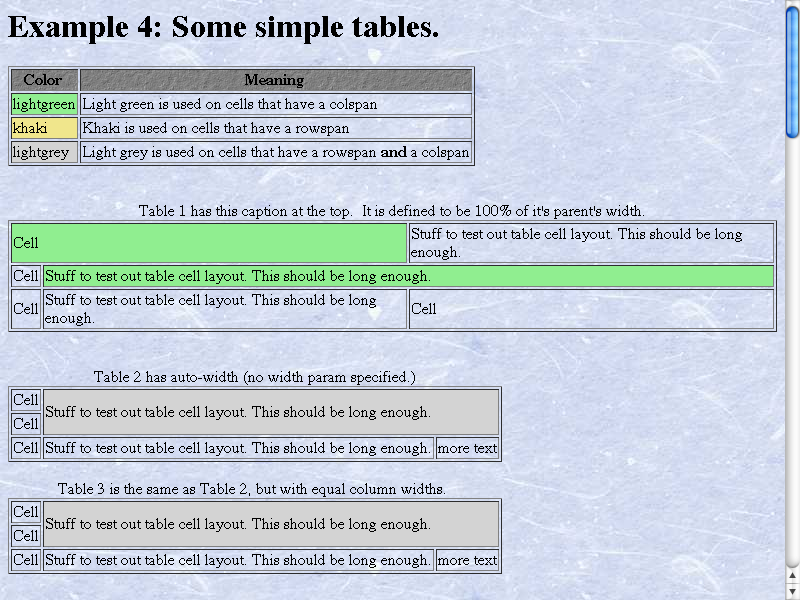 Example 4: Some simple tables.
Color Meaning
lightgreen Light green is used on cells that have a colspan
khaki Khaki is used on cells that have a rowspan
lightgrey Light grey is used on cells that have a rowspan and a colspan
Table 1 has this caption at the top. It is defined to be 100% of it's parent's width.
Cell Stuff to test out table cell layout. This should be long
enough.
Cell Stuff to test out table cell layout. This should be long enough.
Cell Stuff to test out table cell layout. This should be long
enough. Cell
Table 2 has auto-width (no width param specified.)
Cell Stuff to test out table cell layout. This should be long enough.
Cell
Cell Stuff to test out table cell layout. This should be long enough. more text
Table 3 is the same as Table 2, but with equal column widths.
Cell Stuff to test out table cell layout. This should be long enough.
Cell
Cell Stuff to test out table cell layout. This should be long enough. more text